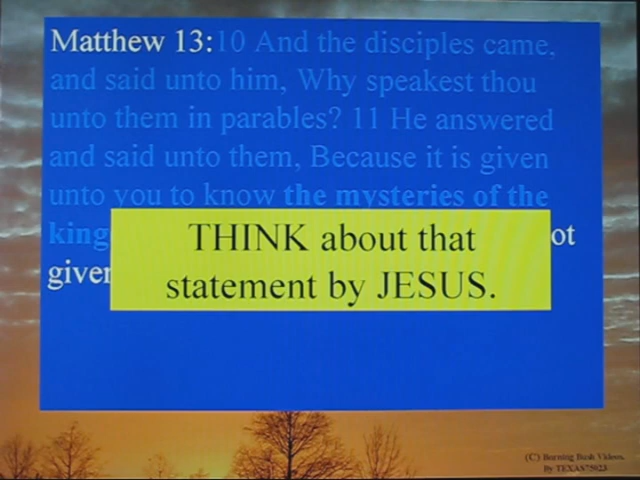 Matthew 13:10 And the disciples came,
and said unto him, Why speakest thou
unto them in parables? 11 He answered
and said unto them, Because it is given
unto you to know the mysteries of the
king ot
given
THINK about that
statement by JESUS.
(C) Burning Bush Videos.
By TEXAS75023